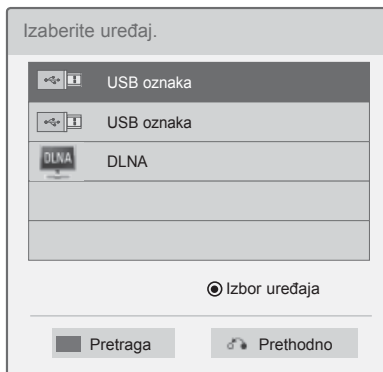 Izaberite uređaj.
USB oznaka
USB oznaka
DLNA DLNA
Izbor uređaja
Pretraga Prethodno